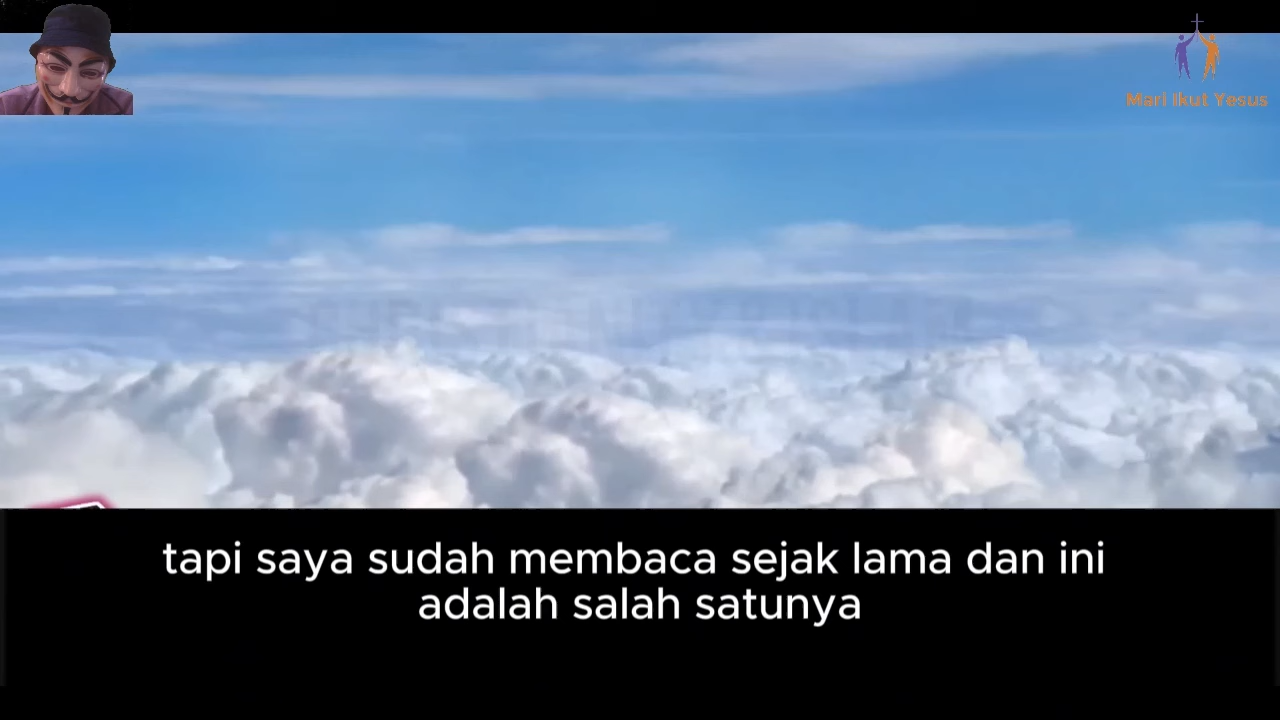 Mari Ikut Yesus
tapi saya sudah membaca sejak lama dan ini
adalah salah satunya